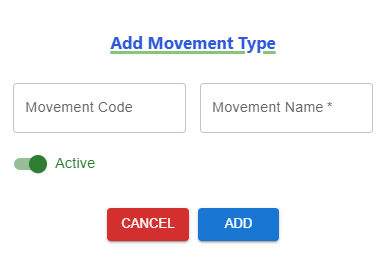 Add Movement Type
Movement Code
Movement Name *
Active
CANCEL
ADD